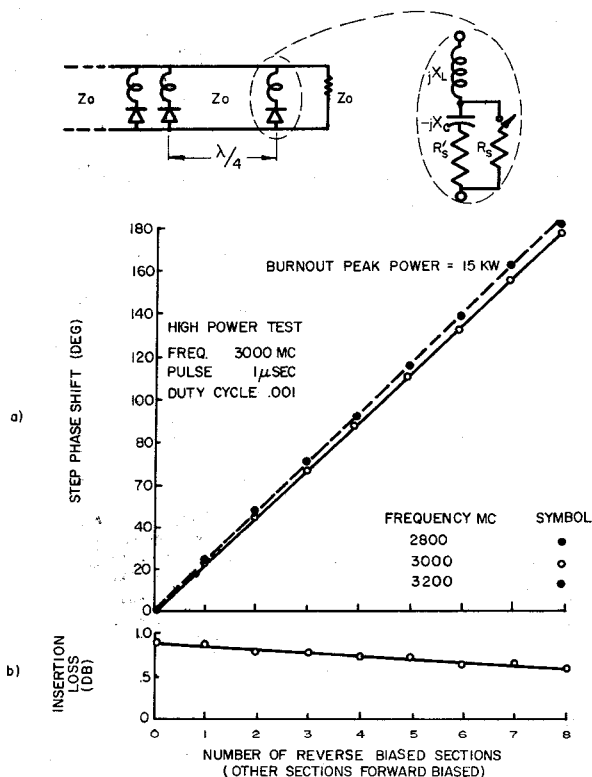 Zo Zo Zo
λ/4
jXL
-jXC
R'S RS
a)
STEP PHASE SHIFT (DEG)
180
160
140
120
100
80
60
40
20
0
BURNOUT PEAK POWER = 15 KW
HIGH POWER TEST
FREQ. 3000 MC
PULSE 1μSEC
DUTY CYCLE .001
FREQUENCY MC SYMBOL
2800 ●
3000 ○
3200 ●
b)
INSERTION
LOSS
(DB)
1.0
.5
0
0 1 2 3 4 5 6 7 8
NUMBER OF REVERSE BIASED SECTIONS
(OTHER SECTIONS FORWARD BIASED)